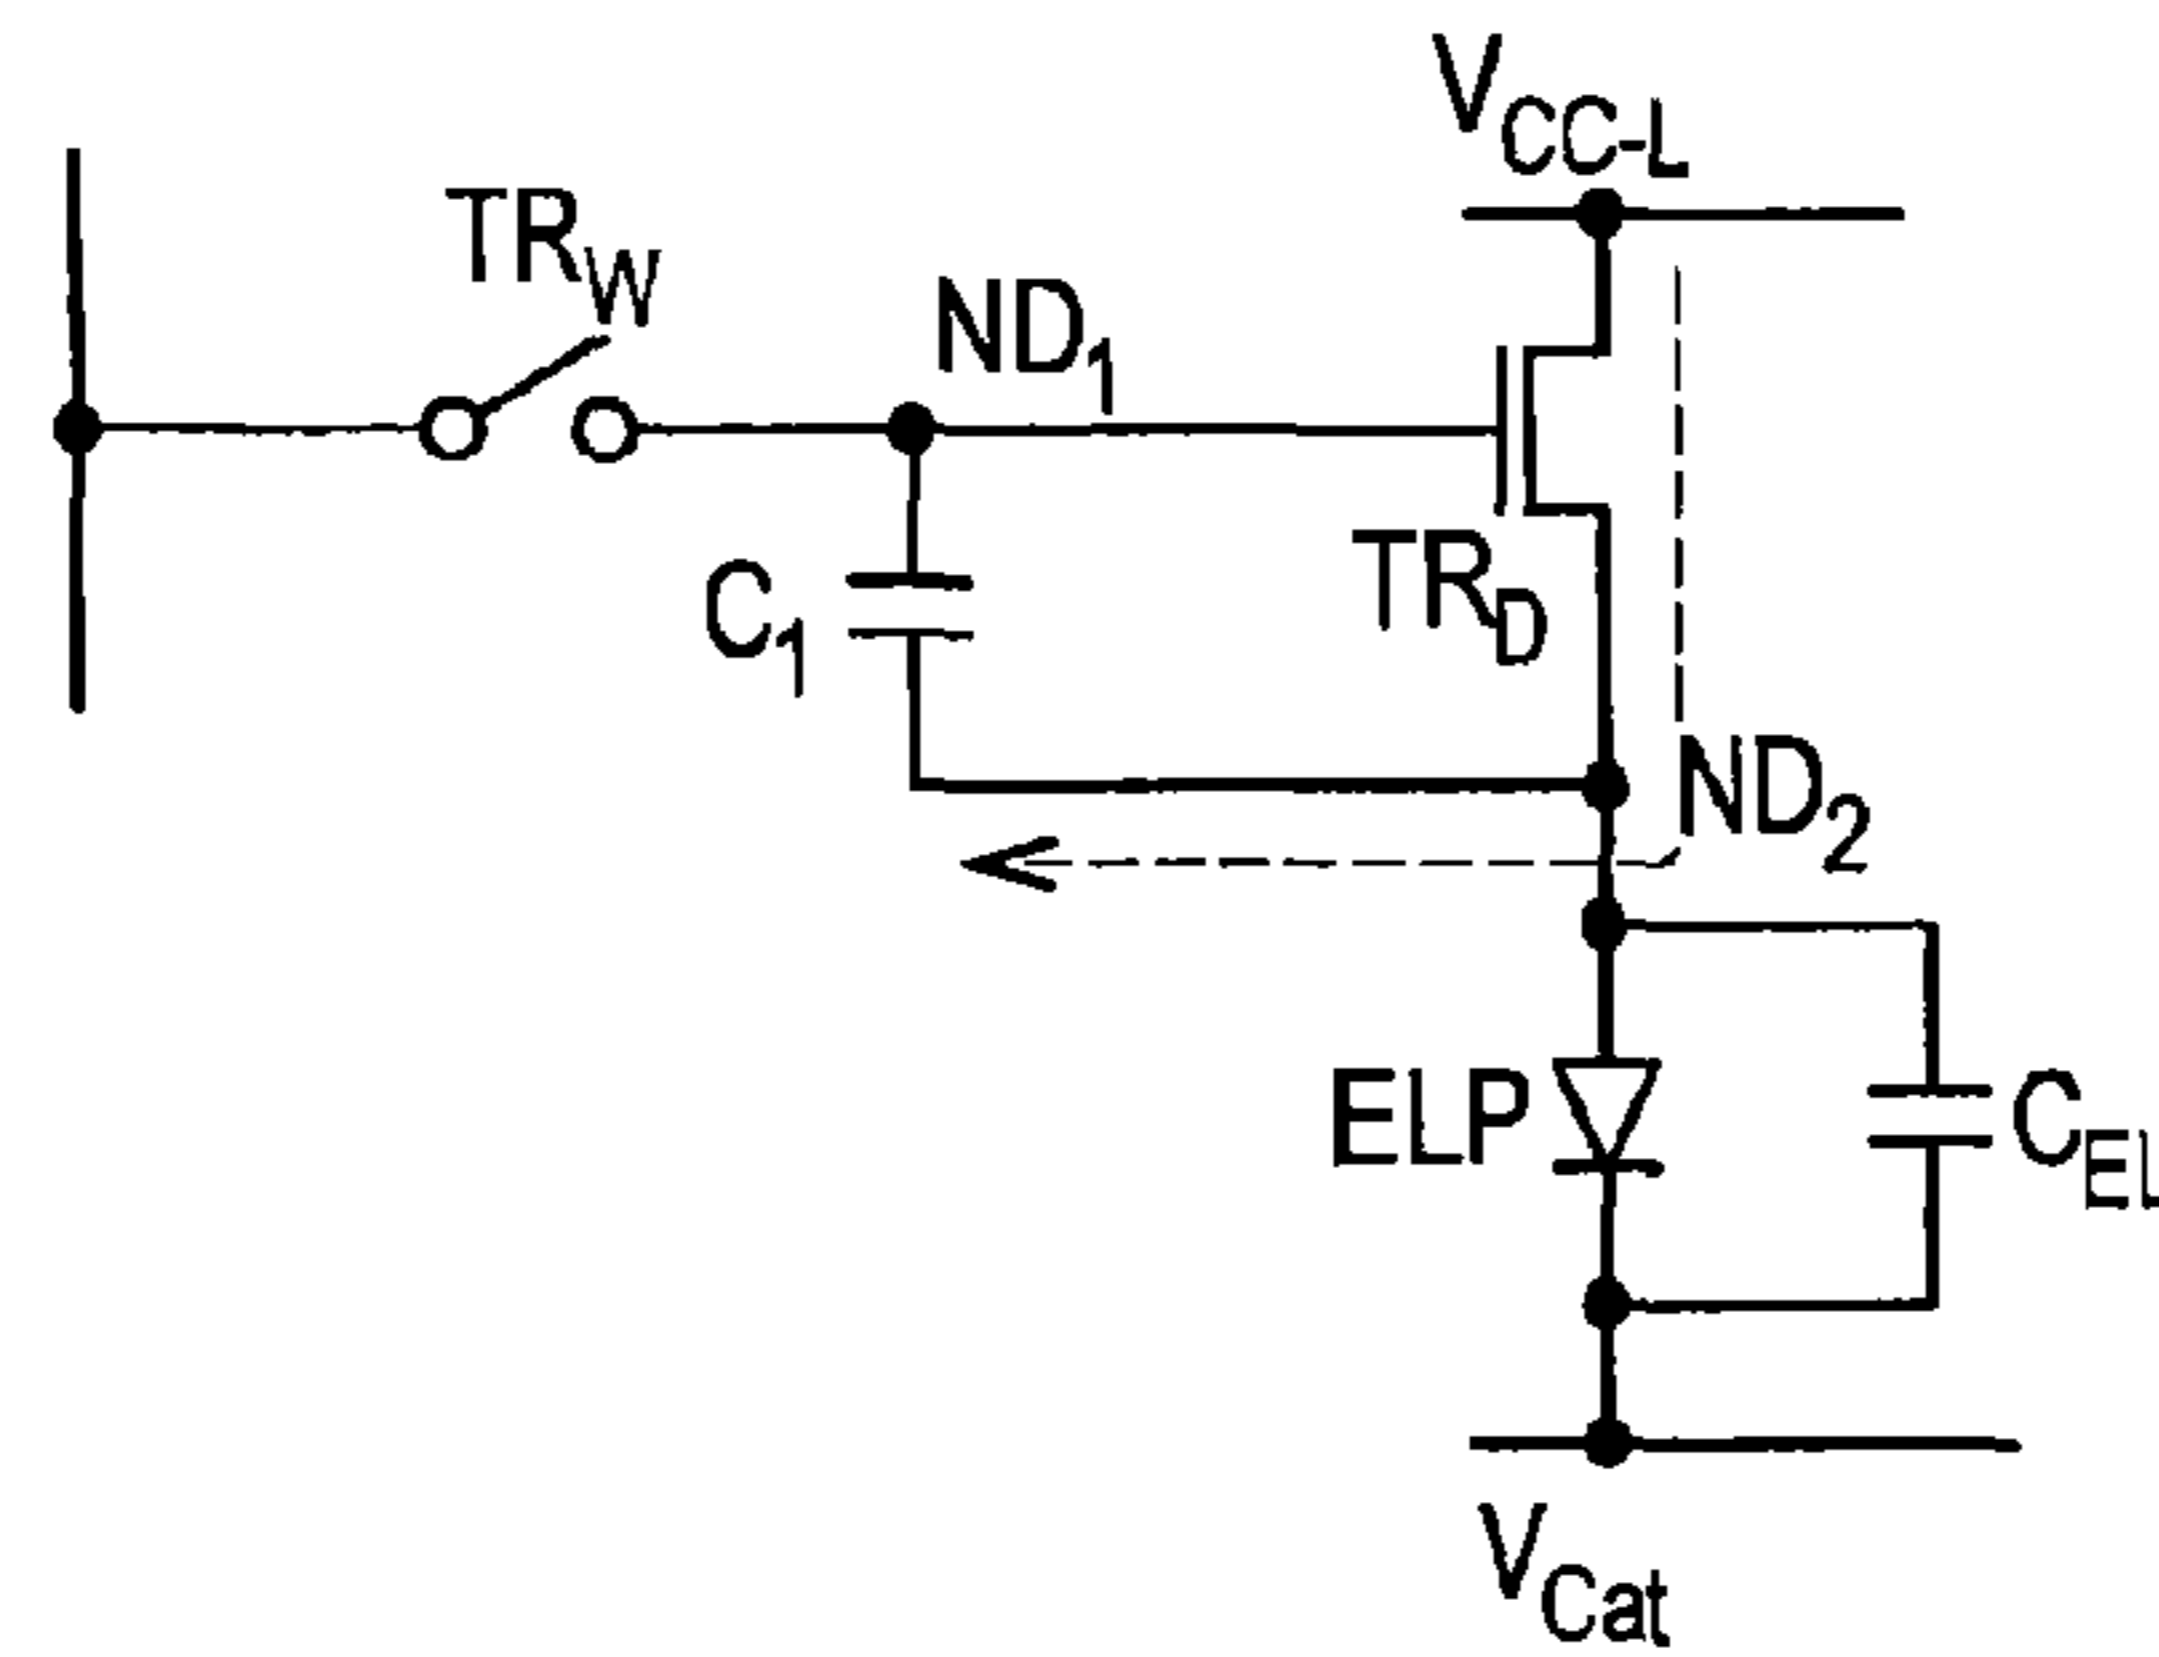 V_CC-L
TR_W
ND_1
C_1
TR_D
ND_2
ELP
C_EL
V_Cat